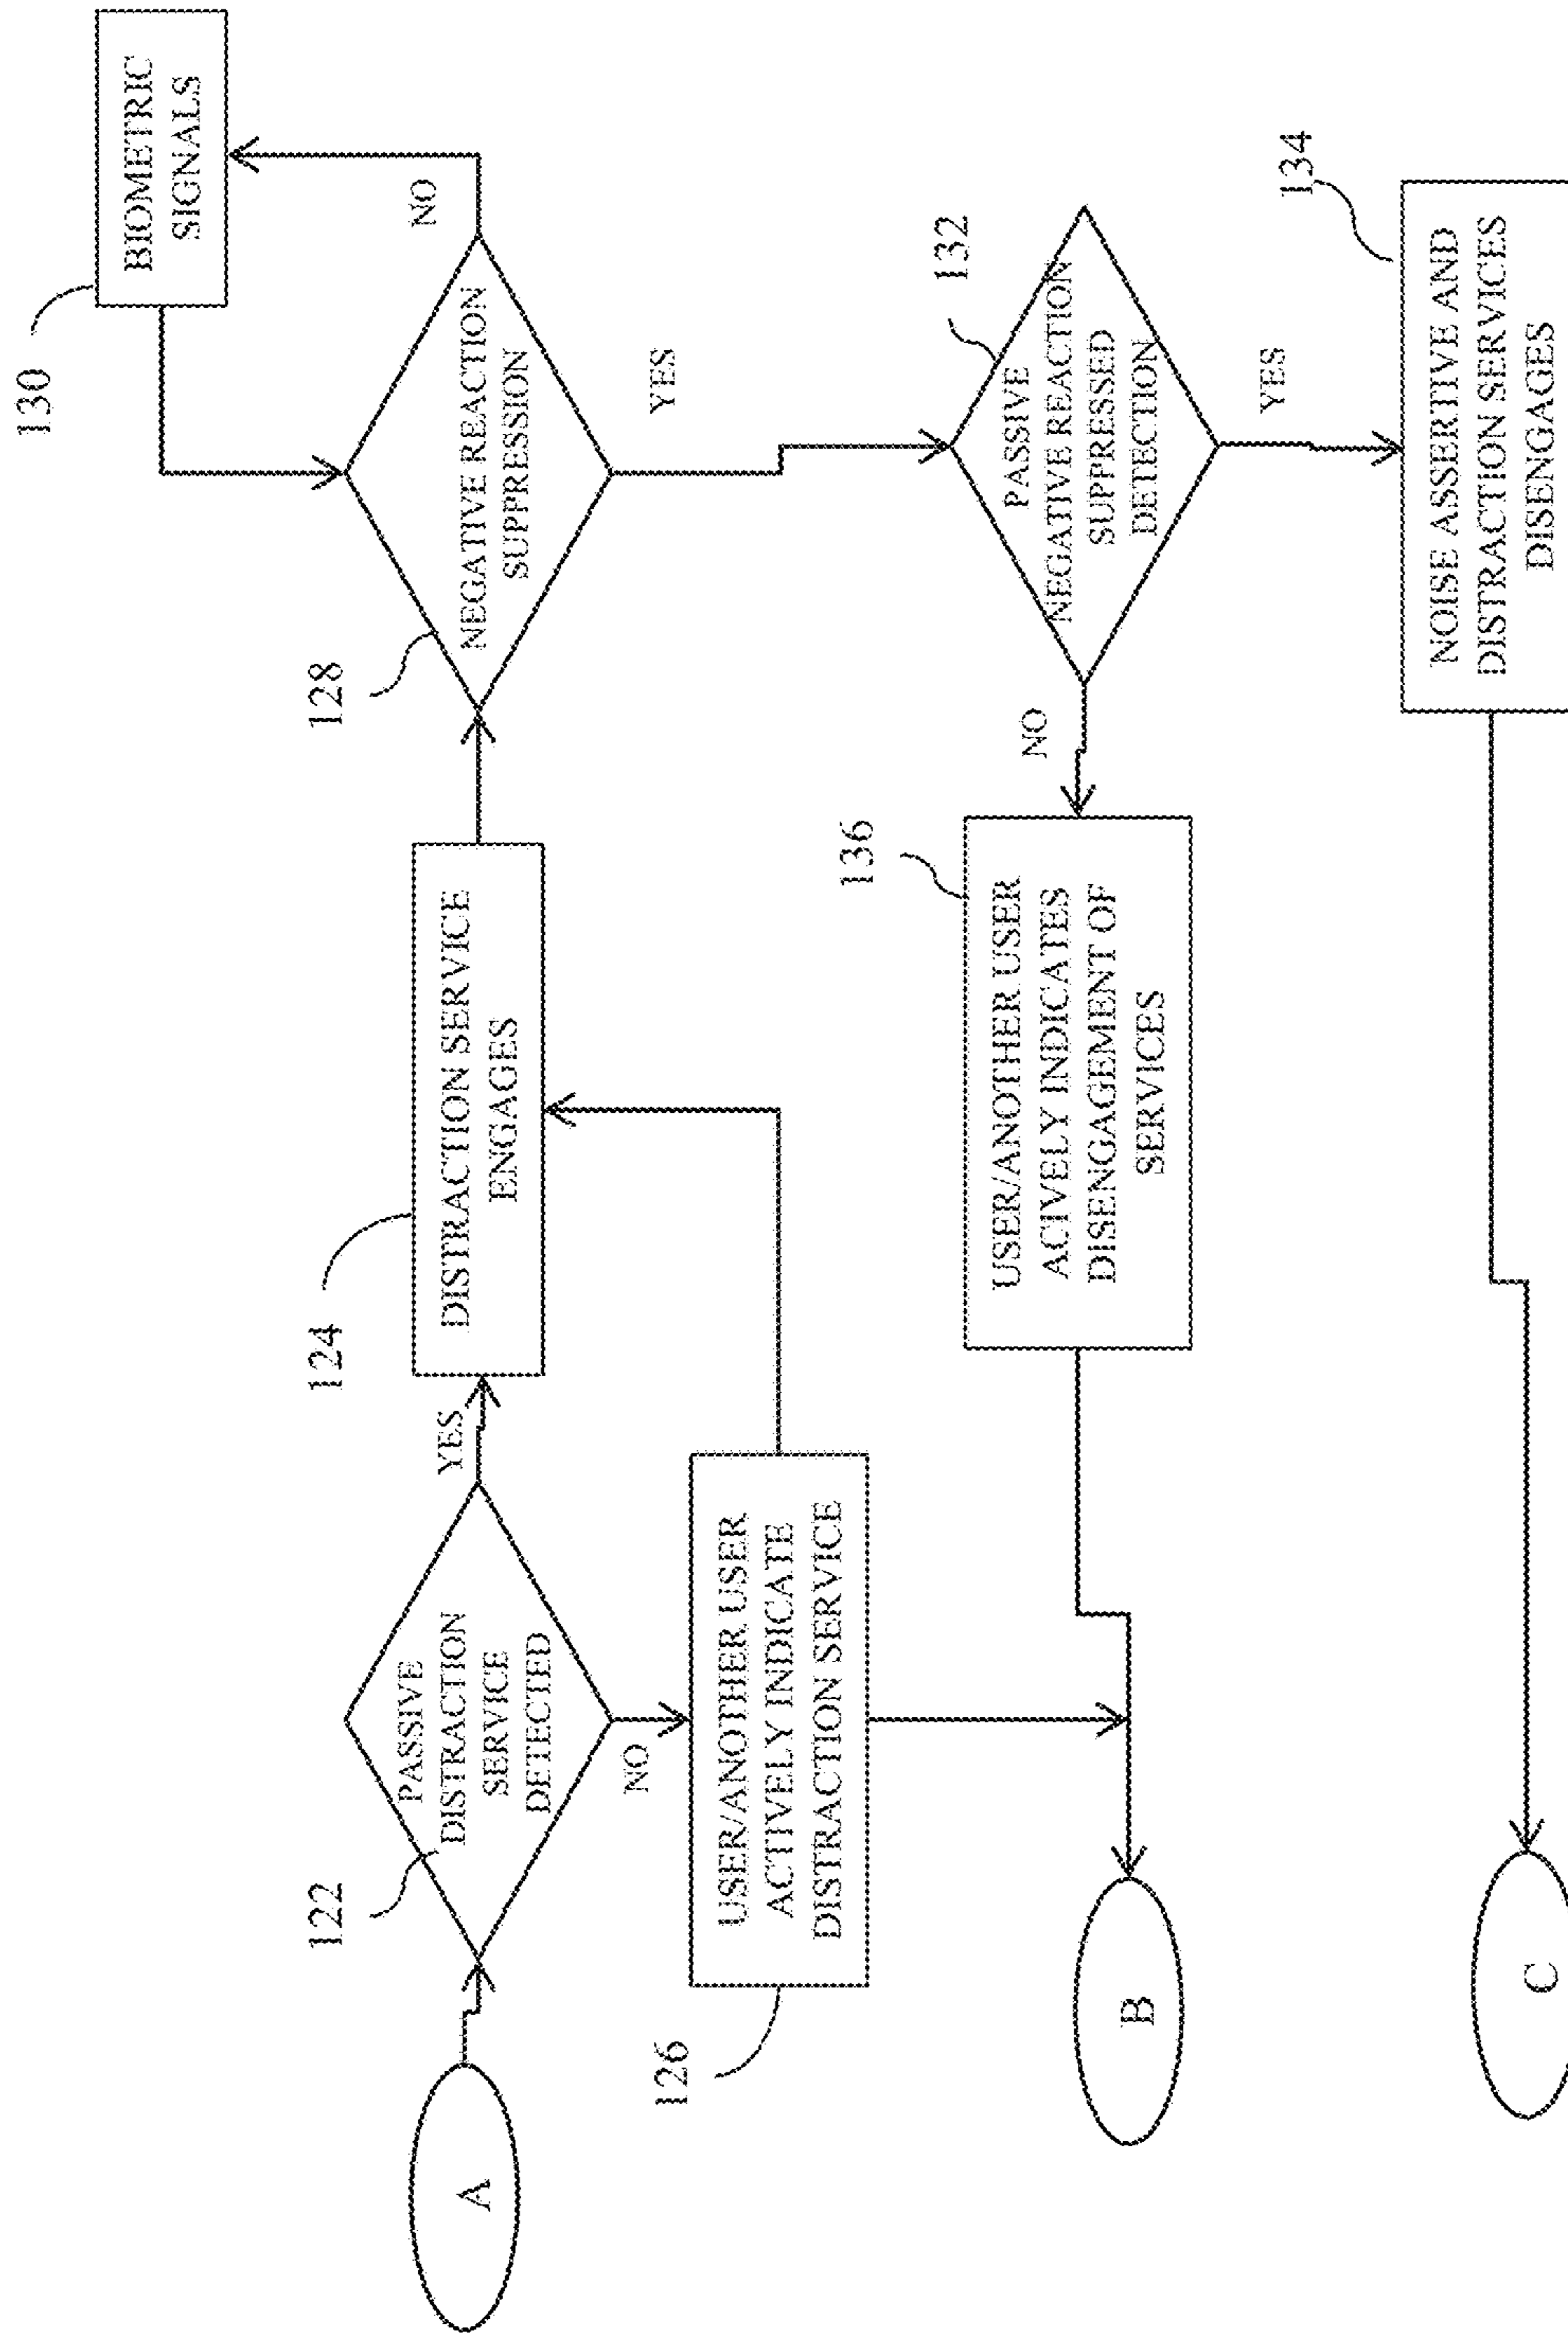 130
BIOMETRIC
SIGNALS
A
122
PASSIVE
DISTRACTION
SERVICE
DETECTED
YES
124
DISTRACTION SERVICE
ENGAGES
128
NEGATIVE REACTION
SUPPRESSION
NO
NO
126
USER/ANOTHER USER
ACTIVELY INDICATE
DISTRACTION SERVICE
YES
B
136
USER/ANOTHER USER
ACTIVELY INDICATES
DISENGAGEMENT OF
SERVICES
NO
132
PASSIVE
NEGATIVE REACTION
SUPPRESSED
DETECTION
YES
C
134
NOISE ASSERTIVE AND
DISTRACTION SERVICES
DISENGAGES